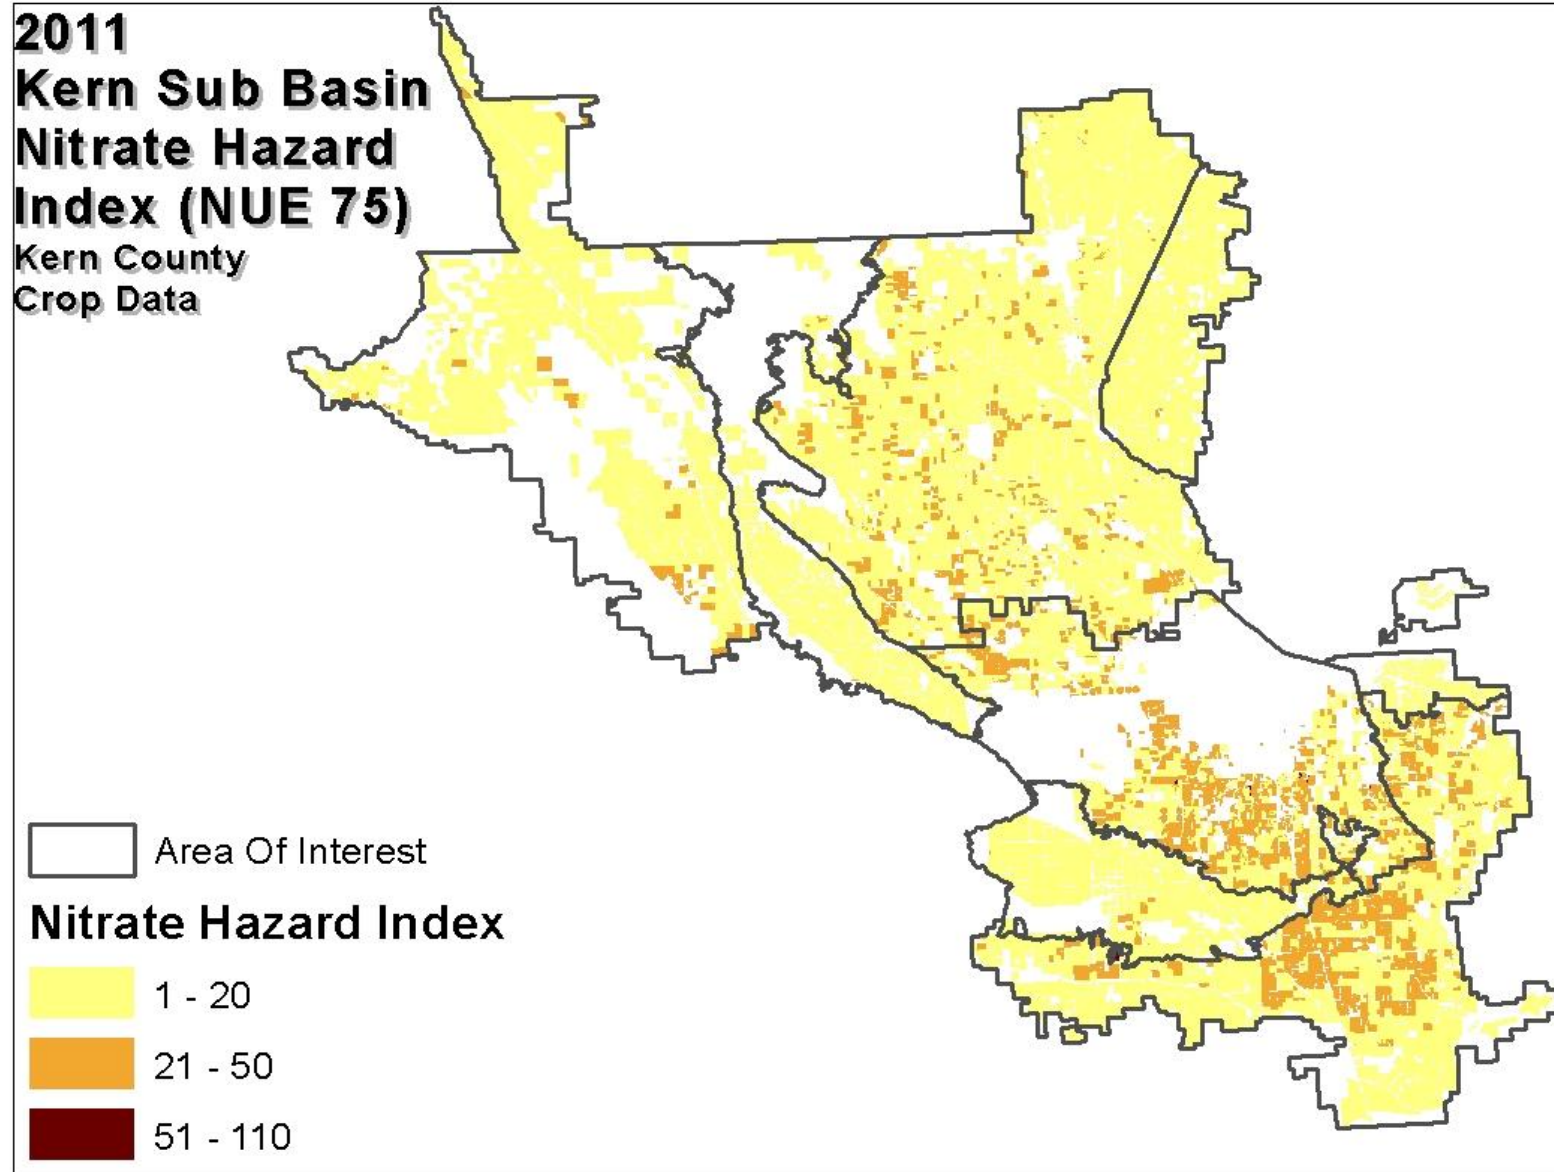 2011
Kern Sub Basin
Nitrate Hazard
Index (NUE 75)
Kern County
Crop Data
Area Of Interest
Nitrate Hazard Index
1 - 20
21 - 50
51 - 110